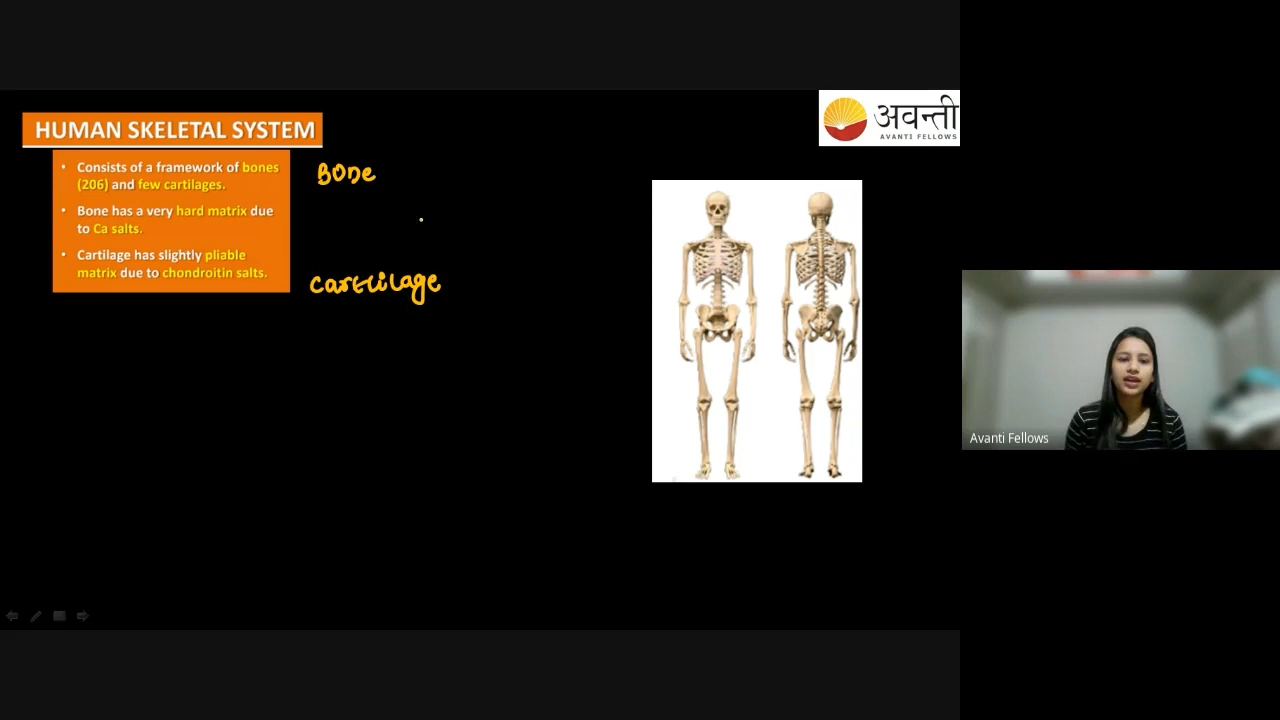 HUMAN SKELETAL SYSTEM
• Consists of a framework of bones
(206) and few cartilages.
• Bone has a very hard matrix due
to Ca salts.
• Cartilage has slightly pliable
matrix due to chondroitin salts.
Bone
Cartilage
अवन्ती
AVANTI FELLOWS
Avanti Fellows